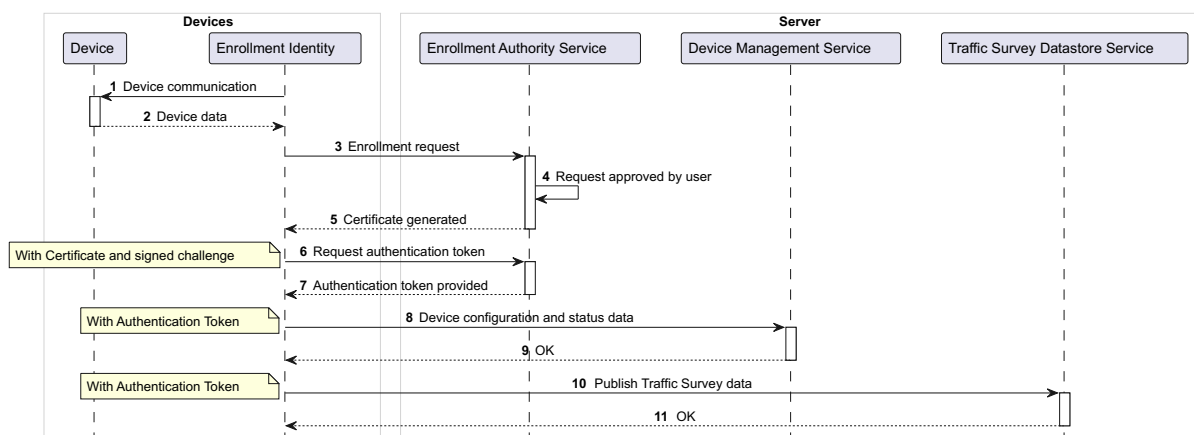 Devices
Server
Device
Enrollment Identity
Enrollment Authority Service
Device Management Service
Traffic Survey Datastore Service
1 Device communication
2 Device data
3 Enrollment request
4 Request approved by user
5 Certificate generated
With Certificate and signed challenge
6 Request authentication token
7 Authentication token provided
With Authentication Token
8 Device configuration and status data
9 OK
With Authentication Token
10 Publish Traffic Survey data
11 OK